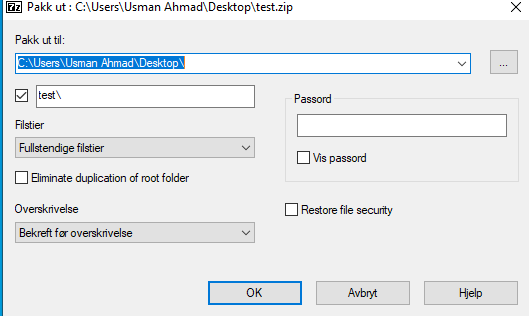 Pakk ut : C:\Users\Usman Ahmad\Desktop\test.zip
Pakk ut til:
C:\Users\Usman Ahmad\Desktop\
...
test\
Passord
Filstier
Fullstendige filstier
Vis passord
Eliminate duplication of root folder
Overskrivelse
Restore file security
Bekreft før overskrivelse
OK
Avbryt
Hjelp